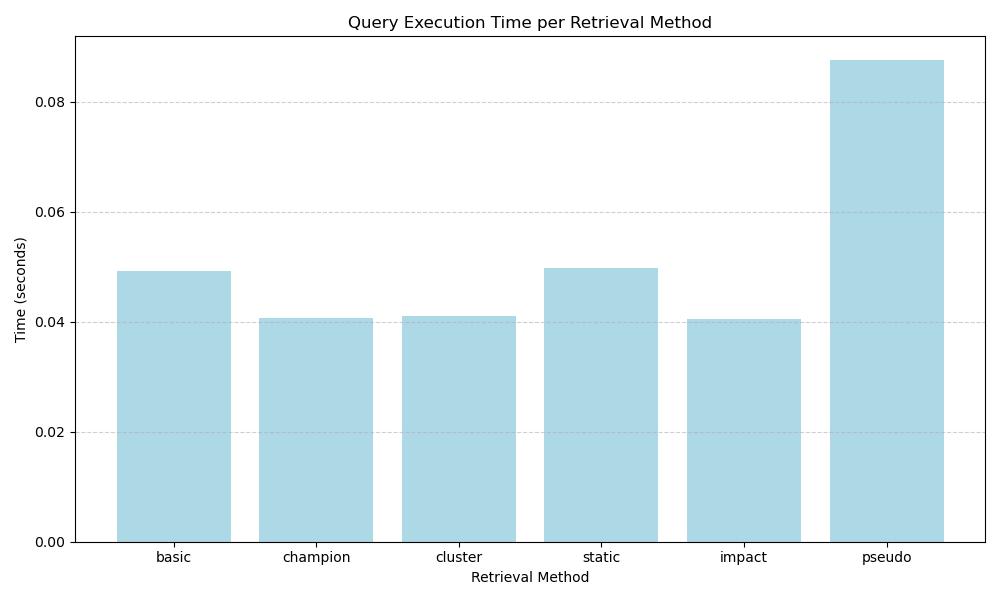 Query Execution Time per Retrieval Method
Time (seconds)
0.08
0.06
0.04
0.02
0.00
basic champion cluster static impact pseudo
Retrieval Method